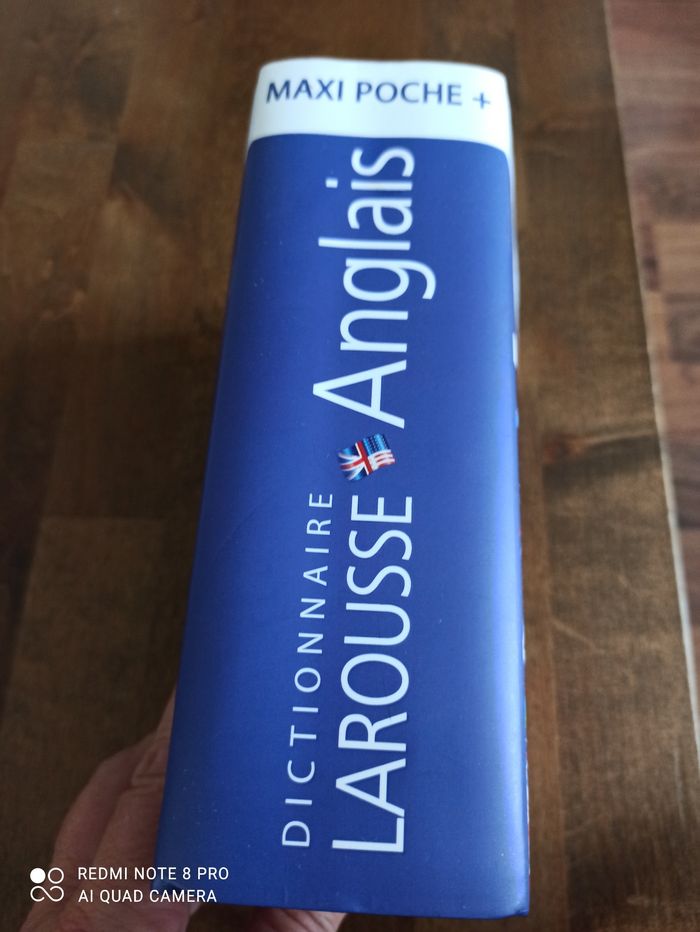 MAXI POCHE +
DICTIONNAIRE
LAROUSSE Anglais
REDMI NOTE 8 PRO
AI QUAD CAMERA